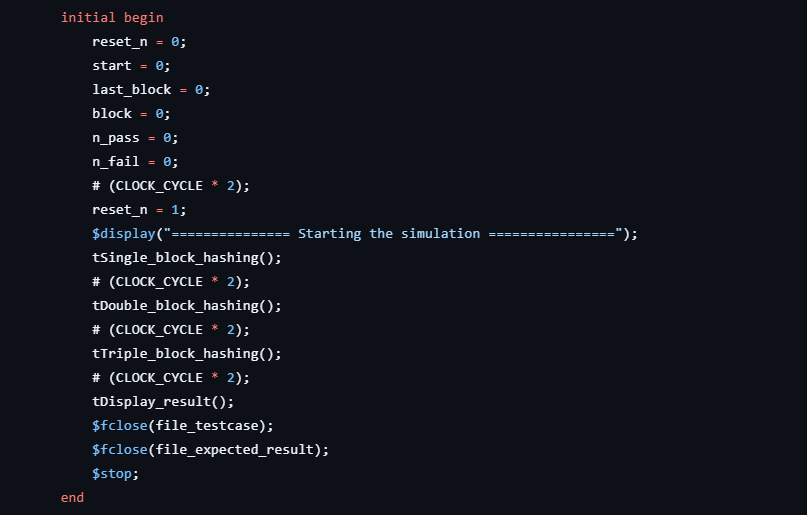 initial begin
reset_n = 0;
start = 0;
last_block = 0;
block = 0;
n_pass = 0;
n_fail = 0;
# (CLOCK_CYCLE * 2);
reset_n = 1;
$display("=============== Starting the simulation ================");
tSingle_block_hashing();
# (CLOCK_CYCLE * 2);
tDouble_block_hashing();
# (CLOCK_CYCLE * 2);
tTriple_block_hashing();
# (CLOCK_CYCLE * 2);
tDisplay_result();
$fclose(file_testcase);
$fclose(file_expected_result);
$stop;
end